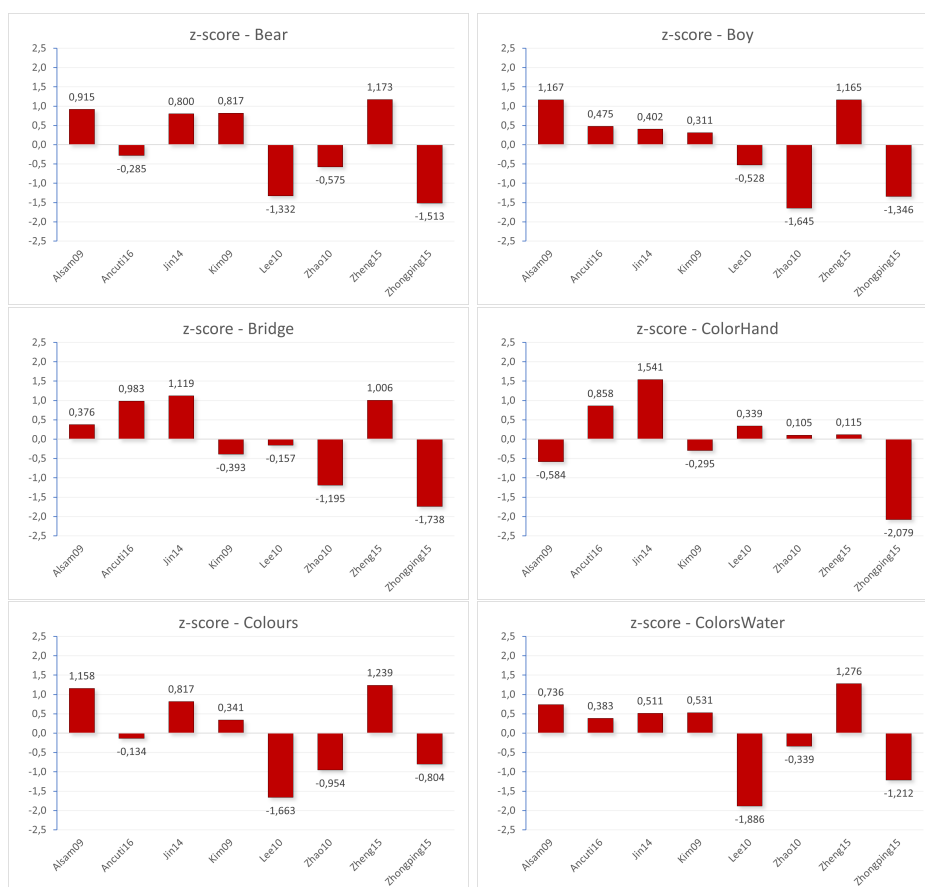 z-score - Bear
2,5
2,0
1,5
1,0
0,5
0,0
-0,5
-1,0
-1,5
-2,0
-2,5
0,915
-0,285
0,800
0,817
-1,332
-0,575
1,173
-1,513
Alsam09
Ancuti16
Jin14
Kim09
Lee10
Zhao10
Zheng15
Zhongping15
z-score - Boy
2,5
2,0
1,5
1,0
0,5
0,0
-0,5
-1,0
-1,5
-2,0
-2,5
1,167
0,475
0,402
0,311
-0,528
-1,645
1,165
-1,346
Alsam09
Ancuti16
Jin14
Kim09
Lee10
Zhao10
Zheng15
Zhongping15
z-score - Bridge
2,5
2,0
1,5
1,0
0,5
0,0
-0,5
-1,0
-1,5
-2,0
-2,5
0,376
0,983
1,119
-0,393
-0,157
-1,195
1,006
-1,738
Alsam09
Ancuti16
Jin14
Kim09
Lee10
Zhao10
Zheng15
Zhongping15
z-score - ColorHand
2,5
2,0
1,5
1,0
0,5
0,0
-0,5
-1,0
-1,5
-2,0
-2,5
-0,584
0,858
1,541
-0,295
0,339
0,105
0,115
-2,079
Alsam09
Ancuti16
Jin14
Kim09
Lee10
Zhao10
Zheng15
Zhongping15
z-score - Colours
2,5
2,0
1,5
1,0
0,5
0,0
-0,5
-1,0
-1,5
-2,0
-2,5
1,158
-0,134
0,817
0,341
-1,663
-0,954
1,239
-0,804
Alsam09
Ancuti16
Jin14
Kim09
Lee10
Zhao10
Zheng15
Zhongping15
z-score - ColorsWater
2,5
2,0
1,5
1,0
0,5
0,0
-0,5
-1,0
-1,5
-2,0
-2,5
0,736
0,383
0,511
0,531
-1,886
-0,339
1,276
-1,212
Alsam09
Ancuti16
Jin14
Kim09
Lee10
Zhao10
Zheng15
Zhongping15